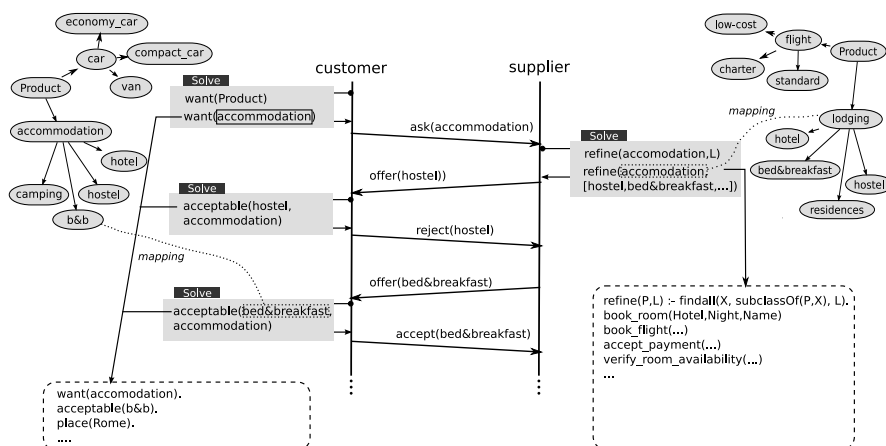 economy_car
car
compact_car
van
Product
accommodation
hotel
camping
hostel
b&b
mapping
customer
supplier
Solve
want(Product)
want(accommodation)
ask(accommodation)
Solve
refine(accomodation,L)
refine(accomodation,
[hostel,bed&breakfast,...])
offer(hostel))
Solve
acceptable(hostel,
accommodation)
reject(hostel)
offer(bed&breakfast)
Solve
acceptable(bed&breakfast,
accommodation)
accept(bed&breakfast)
low-cost
flight
Product
charter
standard
mapping
lodging
hotel
bed&breakfast
hostel
residences
want(accomodation).
acceptable(b&b).
place(Rome).
....
refine(P,L) :- findall(X, subclassOf(P,X), L).
book_room(Hotel,Night,Name)
book_flight(...)
accept_payment(...)
verify_room_availability(...)
...